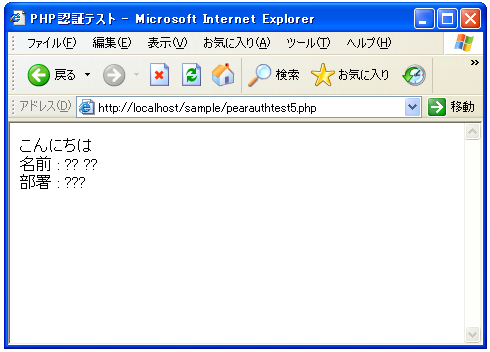 PHP認証テスト - Microsoft Internet Explorer
ファイル(F) 編集(E) 表示(V) お気に入り(A) ツール(T) ヘルプ(H)
戻る 検索 お気に入り »
アドレス(D) http://localhost/sample/pearauthtest5.php 移動
こんにちは
名前 : ?? ??
部署 : ???